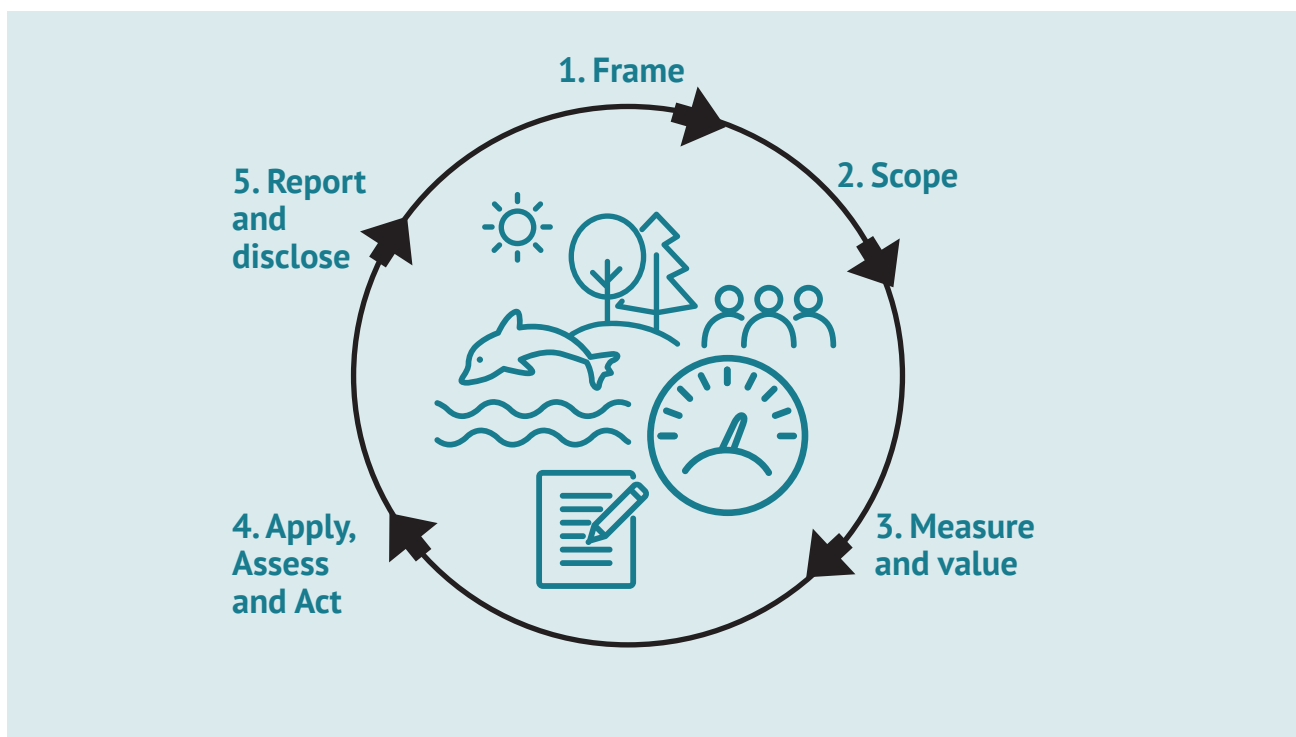 1. Frame
2. Scope
3. Measure
and value
4. Apply,
Assess
and Act
5. Report
and
disclose